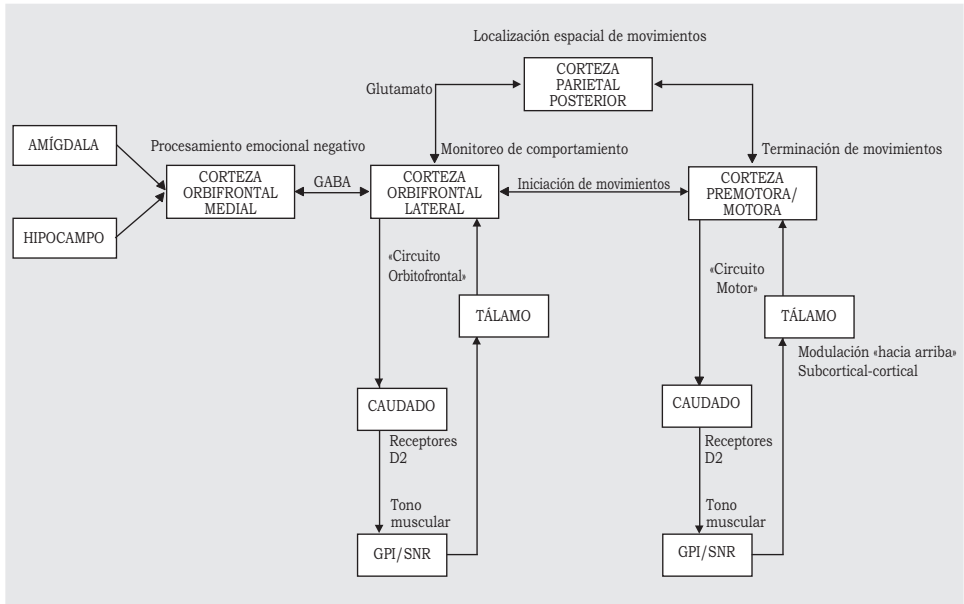 Localización espacial de movimientos
CORTEZA
PARIETAL
POSTERIOR
Glutamato
AMÍGDALA
Procesamiento emocional negativo
Monitoreo de comportamiento
Terminación de movimientos
CORTEZA
ORBIFRONTAL
MEDIAL
GABA
CORTEZA
ORBIFRONTAL
LATERAL
Iniciación de movimientos
CORTEZA
PREMOTORA/
MOTORA
HIPOCAMPO
«Circuito
Orbitofrontal»
TÁLAMO
CAUDADO
Receptores
D2
Tono
muscular
GPI/SNR
«Circuito
Motor»
TÁLAMO
Modulación «hacia arriba»
Subcortical-cortical
CAUDADO
Receptores
D2
Tono
muscular
GPI/SNR